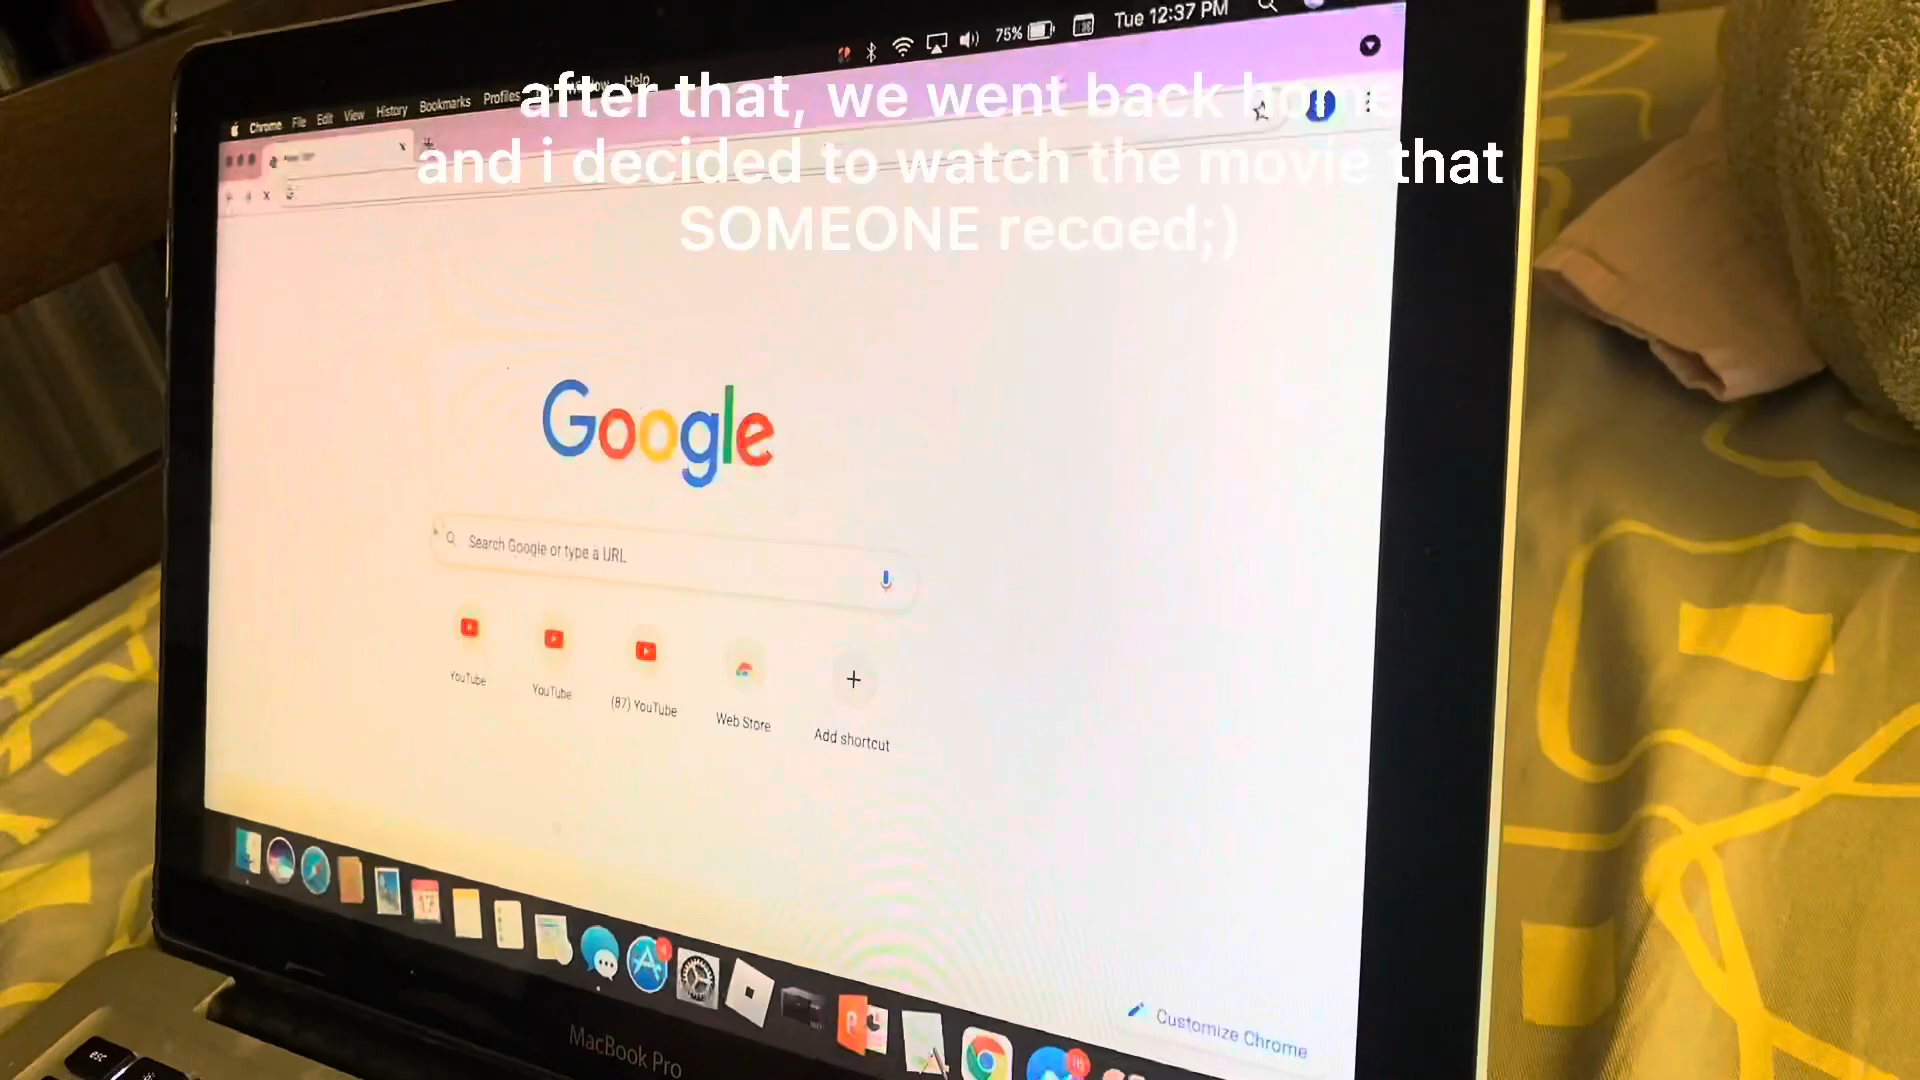 Tue 12:37 PM
75%
Chrome File Edit View History Bookmarks Profiles Help
after that, we went back home
and i decided to watch the movie that
SOMEONE recoed;)
Google
Search Google or type a URL
YouTube
YouTube
(87) YouTube
Web Store
Add shortcut
17
Customize Chrome
MacBook Pro
esc